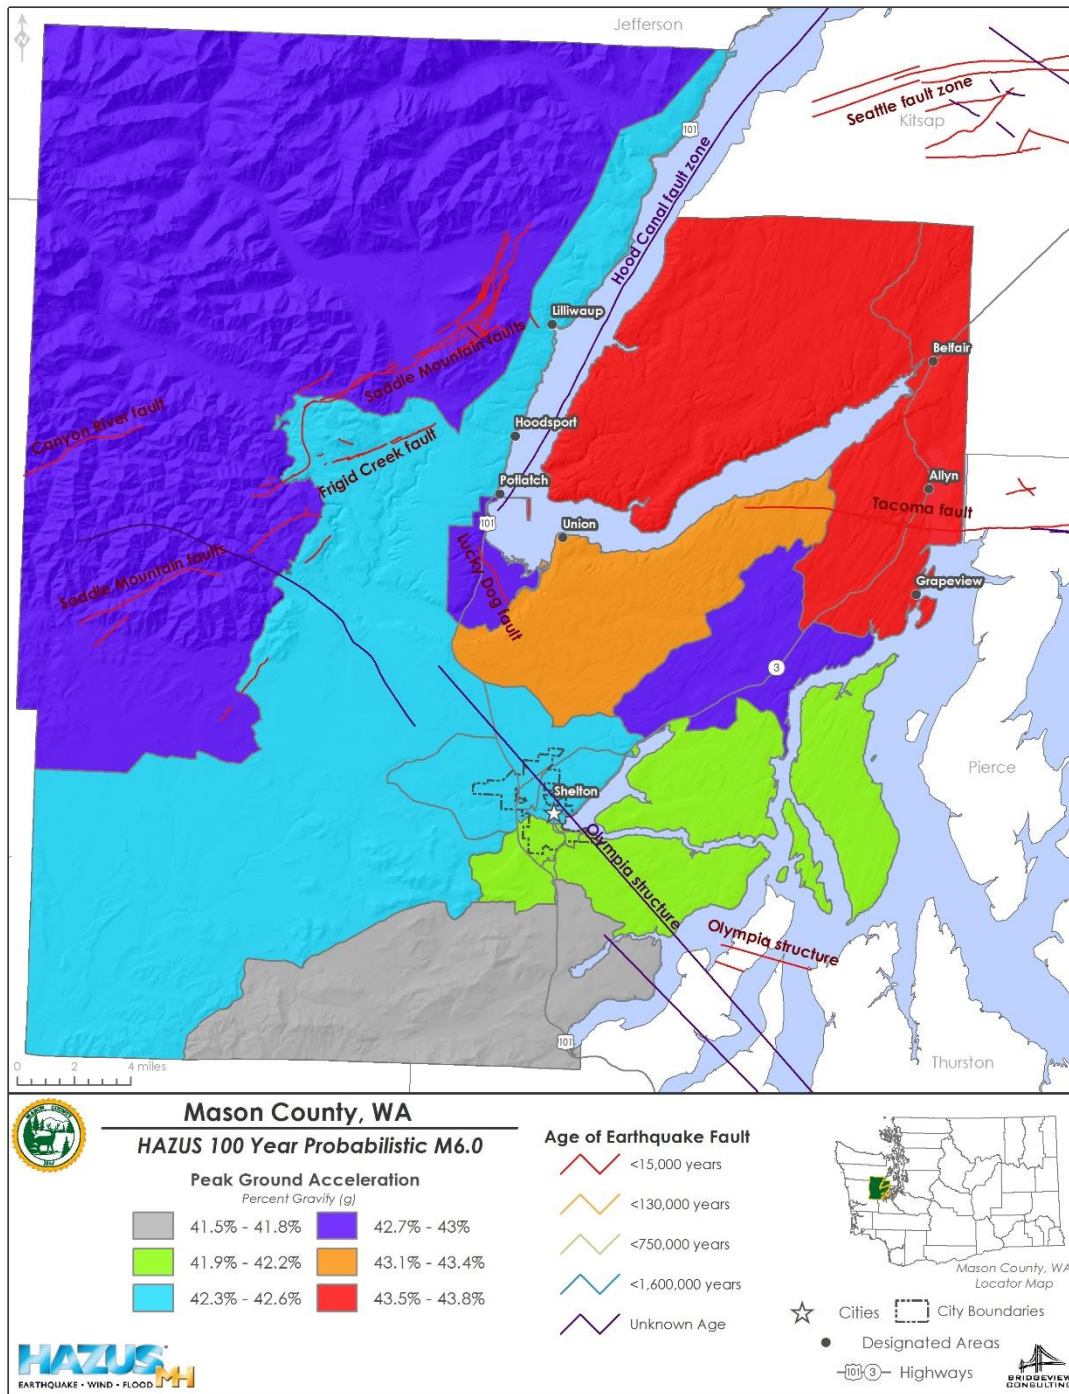 N
Jefferson
101
Seattle fault zone
Kitsap
Hood Canal fault zone
Lilliwaup
Belfair
Saddle Mountain faults
Canyon River fault
Hoodsport
Frigid Creek fault
Potlatch
Allyn
Tacoma fault
101
Union
Lucky Dog fault
Saddle Mountain faults
Grapeview
3
Pierce
Shelton
Olympia structure
Olympia structure
101
Thurston
0 2 4 miles
Mason County, WA
HAZUS 100 Year Probabilistic M6.0
Peak Ground Acceleration
Percent Gravity (g)
41.5% - 41.8%
41.9% - 42.2%
42.3% - 42.6%
42.7% - 43%
43.1% - 43.4%
43.5% - 43.8%
Age of Earthquake Fault
<15,000 years
<130,000 years
<750,000 years
<1,600,000 years
Unknown Age
Mason County, WA
Locator Map
Cities
City Boundaries
Designated Areas
101 3 Highways
HAZUS MH
EARTHQUAKE • WIND • FLOOD
BRIDGEVIEW
CONSULTING